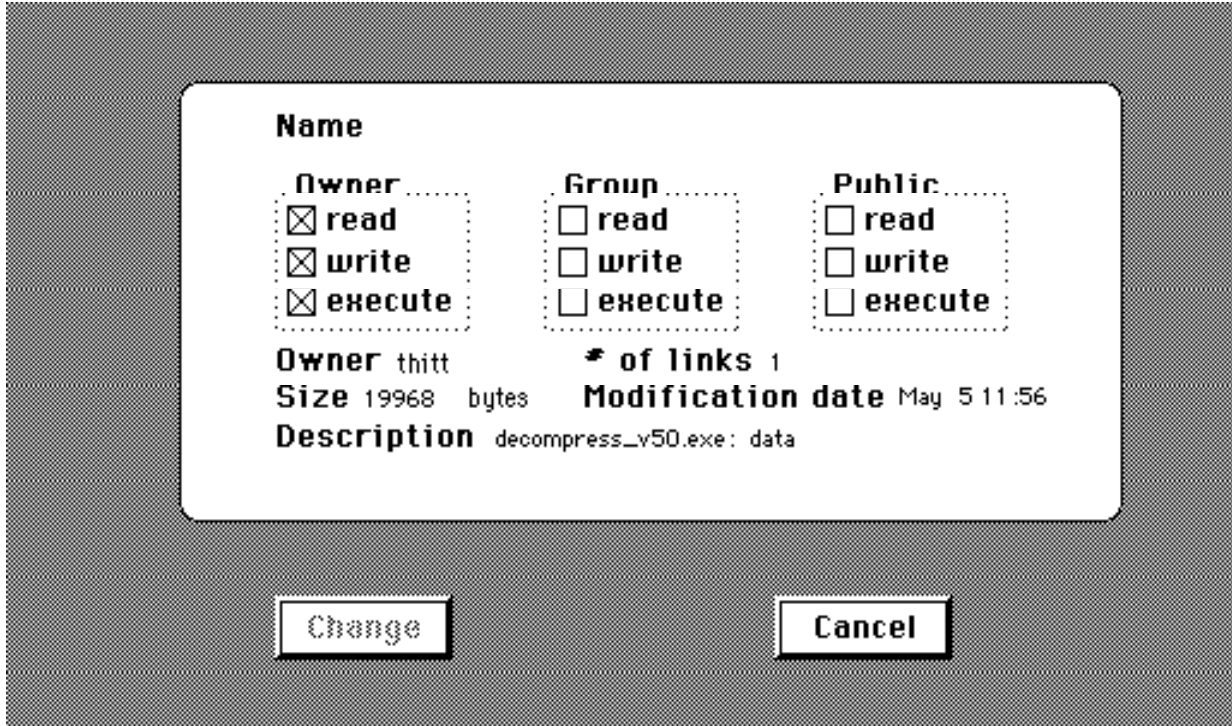 Name
Owner Group Public
read read read
write write write
execute execute execute
Owner thitt # of links 1
Size 19968 bytes Modification date May 5 11:56
Description decompress_v50.exe: data
Change Cancel